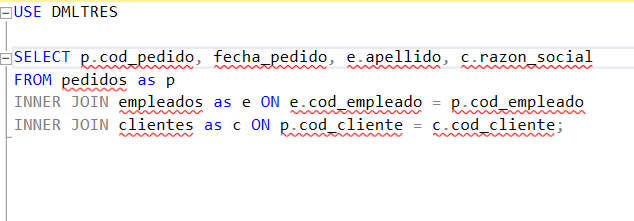 USE DMLTRES
SELECT p.cod_pedido, fecha_pedido, e.apellido, c.razon_social
FROM pedidos as p
INNER JOIN empleados as e ON e.cod_empleado = p.cod_empleado
INNER JOIN clientes as c ON p.cod_cliente = c.cod_cliente;